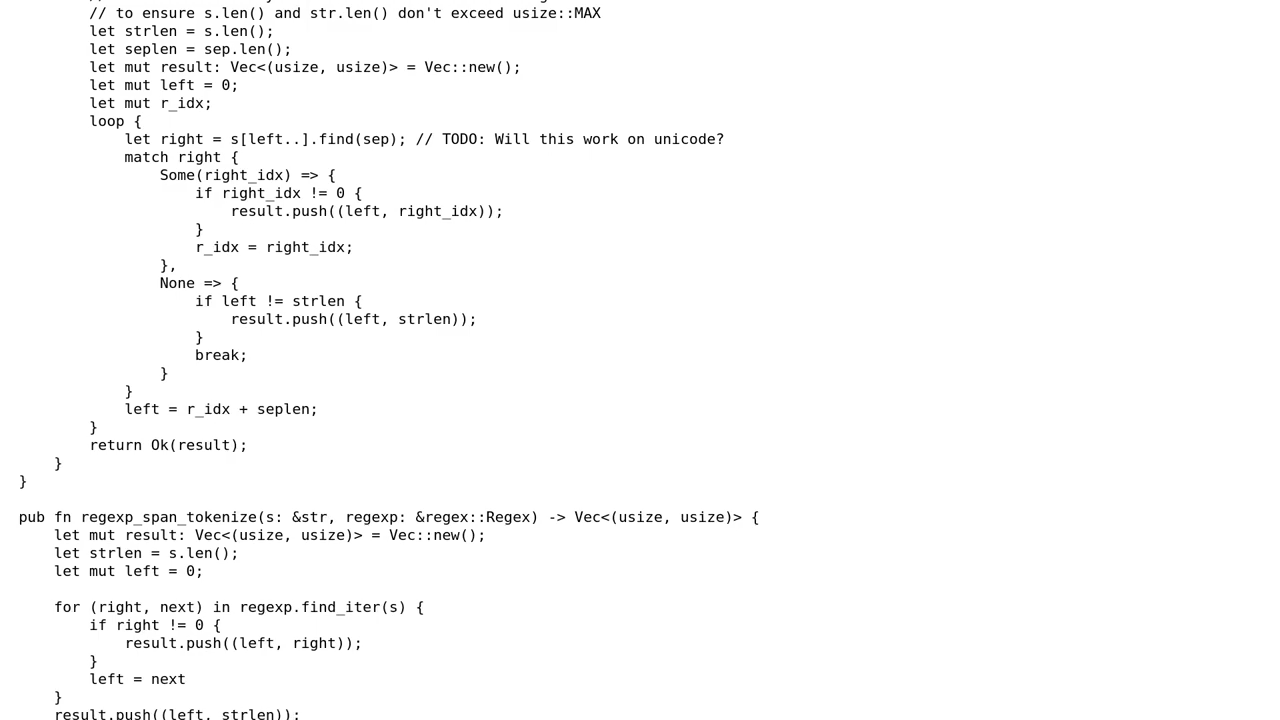 // to ensure s.len() and str.len() don't exceed usize::MAX
let strlen = s.len();
let seplen = sep.len();
let mut result: Vec<(usize, usize)> = Vec::new();
let mut left = 0;
let mut r_idx;
loop {
let right = s[left..].find(sep); // TODO: Will this work on unicode?
match right {
Some(right_idx) => {
if right_idx != 0 {
result.push((left, right_idx));
}
r_idx = right_idx;
},
None => {
if left != strlen {
result.push((left, strlen));
}
break;
}
}
left = r_idx + seplen;
}
return Ok(result);
}
}
pub fn regexp_span_tokenize(s: &str, regexp: &regex::Regex) -> Vec<(usize, usize)> {
let mut result: Vec<(usize, usize)> = Vec::new();
let strlen = s.len();
let mut left = 0;
for (right, next) in regexp.find_iter(s) {
if right != 0 {
result.push((left, right));
}
left = next
}
result.push((left, strlen));